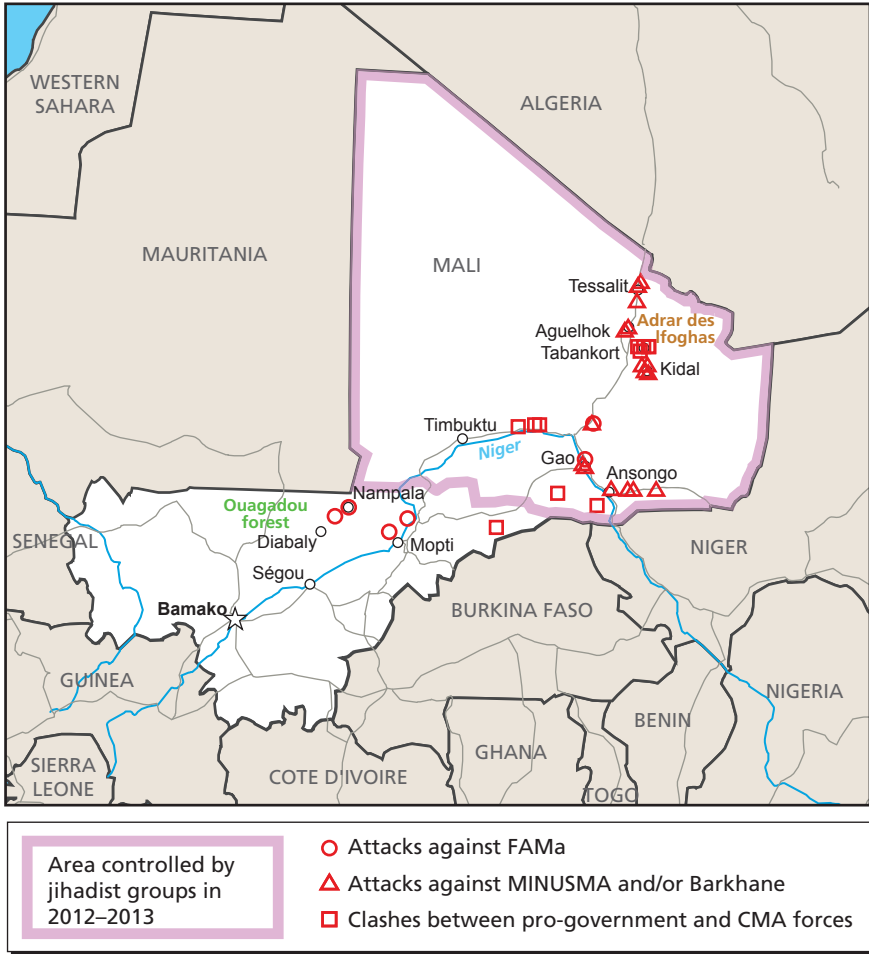 WESTERN
SAHARA
ALGERIA
MAURITANIA
MALI
Tessalit
Adrar des
Ifoghas
Aguelhok
Tabankort
Kidal
Timbuktu
Niger
Gao
Ansongo
Nampala
Ouagadou
forest
Diabaly
Mopti
SENEGAL
NIGER
Ségou
Bamako
BURKINA FASO
GUINEA
NIGERIA
BENIN
GHANA
SIERRA
LEONE
COTE D'IVOIRE
TOGO
Area controlled by
jihadist groups in
2012–2013
Attacks against FAMa
Attacks against MINUSMA and/or Barkhane
Clashes between pro-government and CMA forces